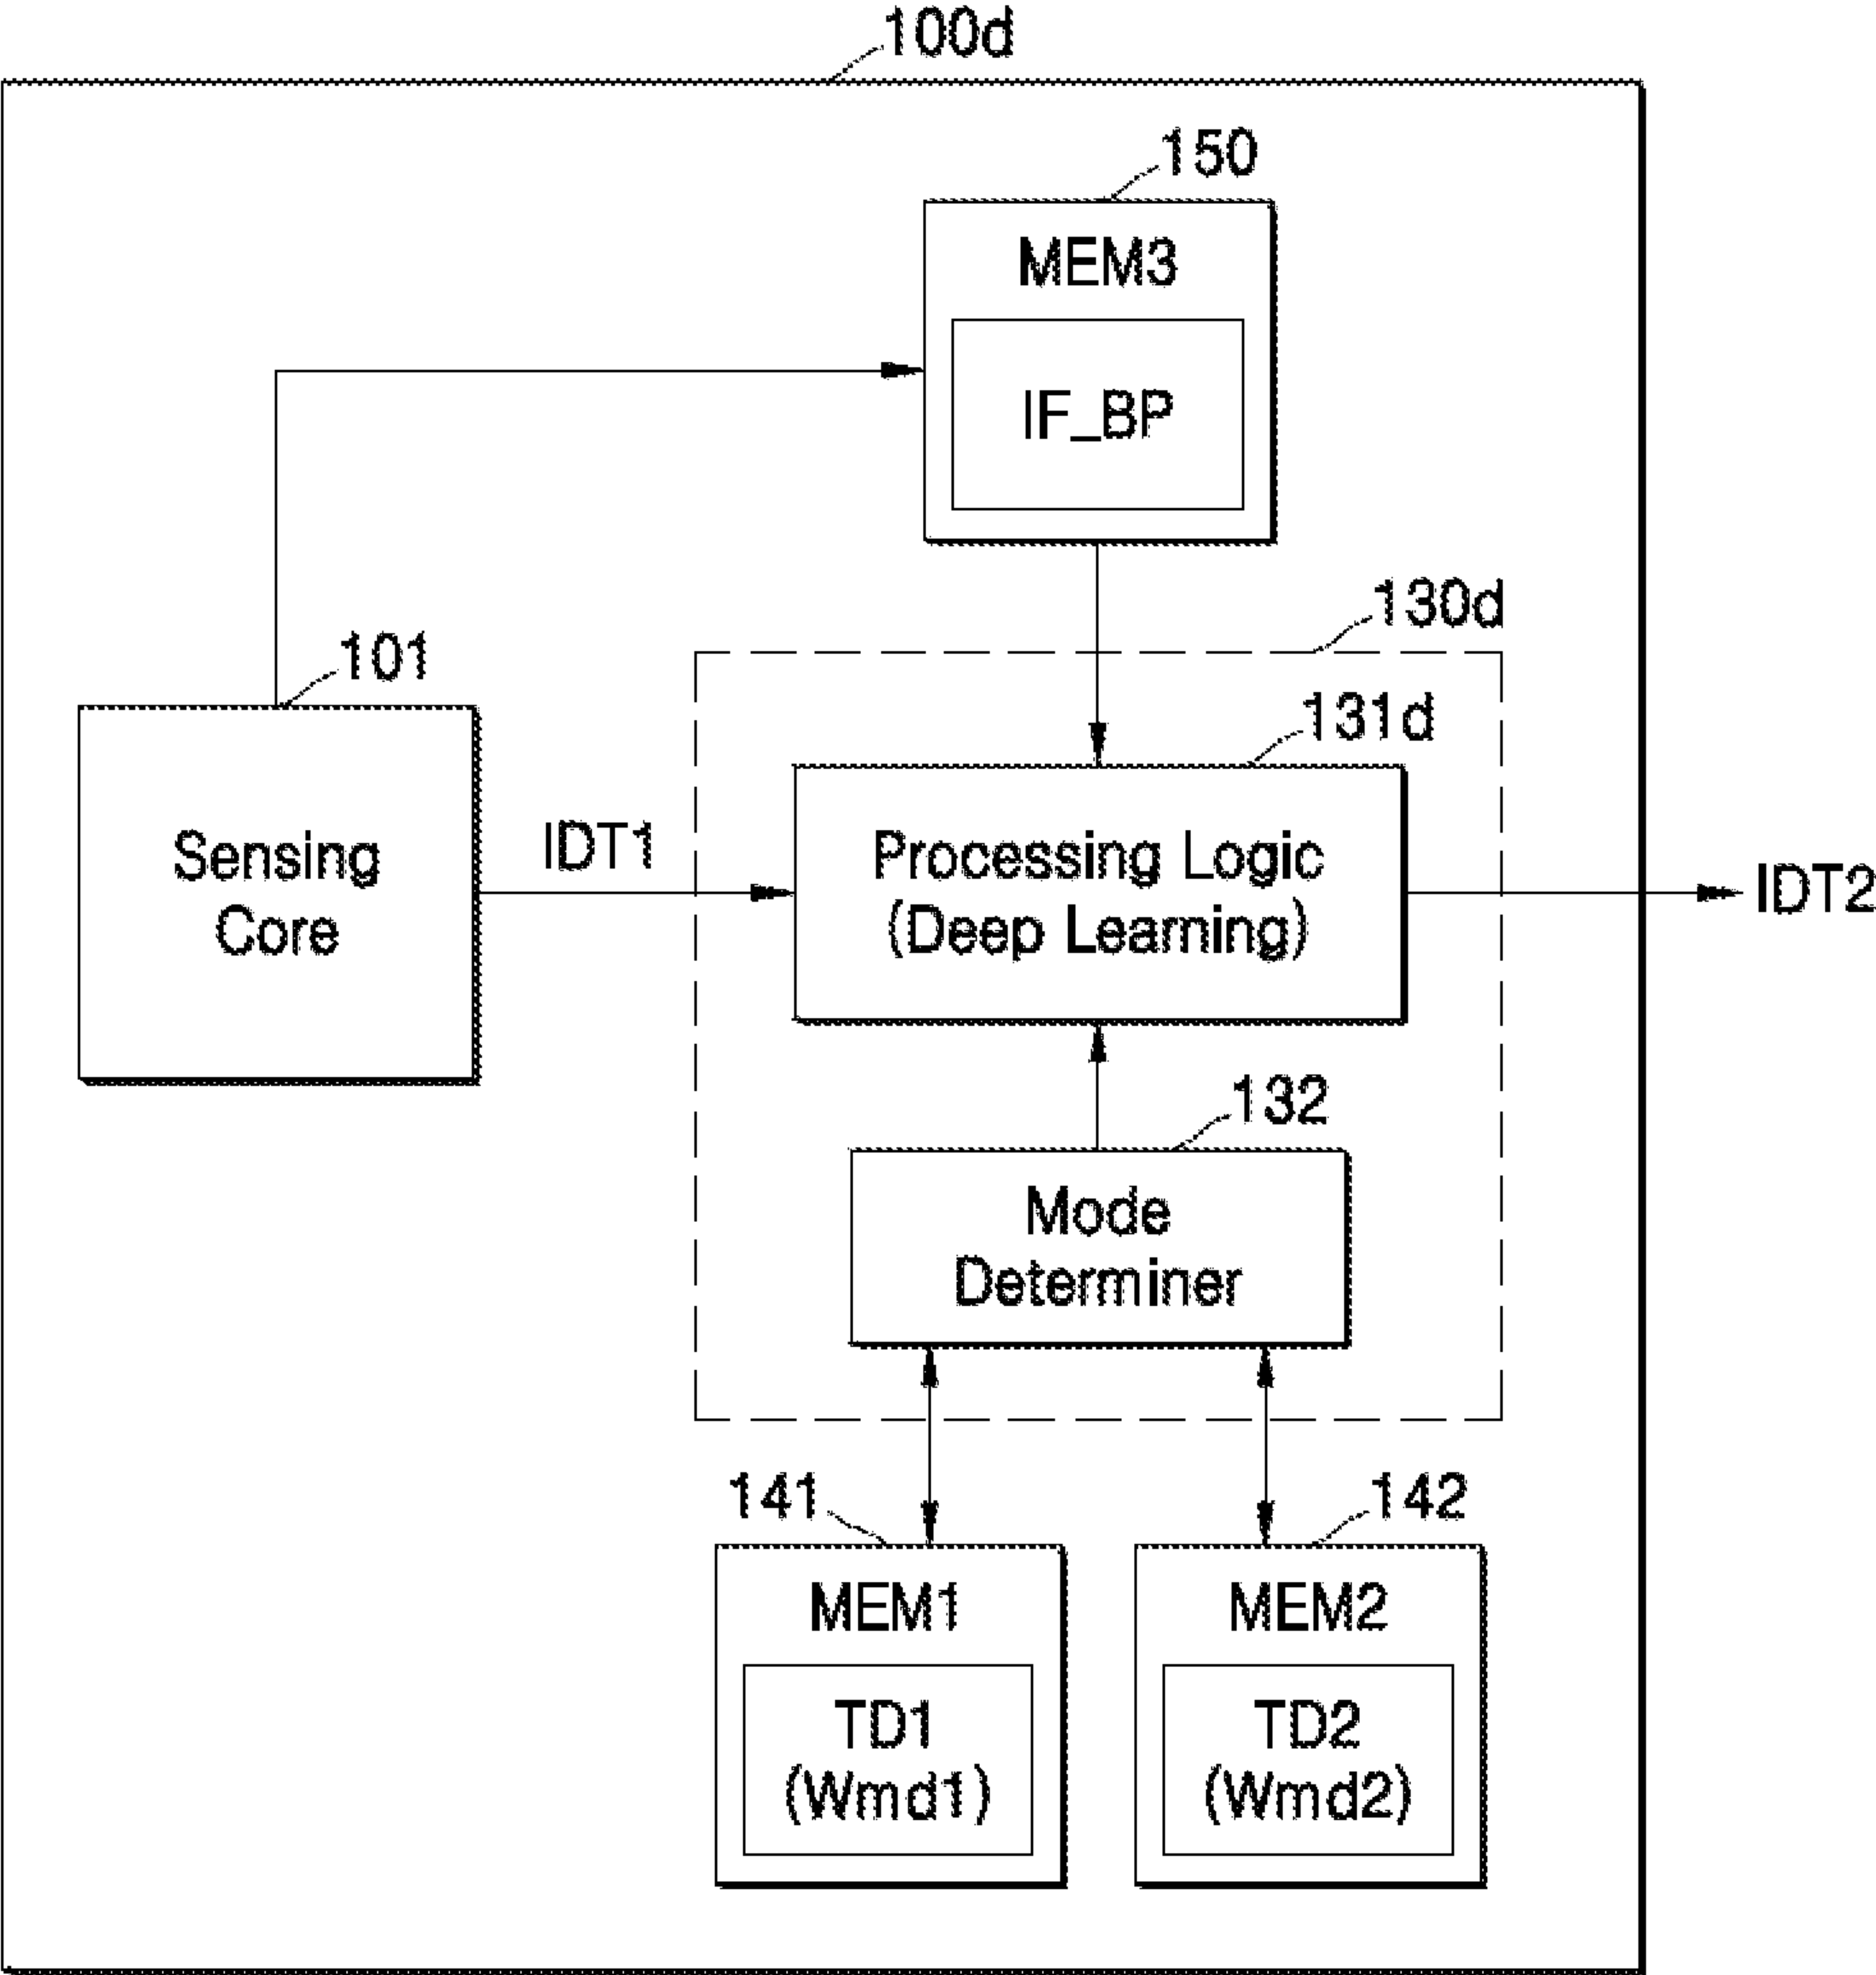 100d
150
MEM3
IF_BP
130d
101
131d
Sensing
Core
IDT1
Processing Logic
(Deep Learning)
IDT2
132
Mode
Determiner
141
142
MEM1
MEM2
TD1
(Wmd1)
TD2
(Wmd2)